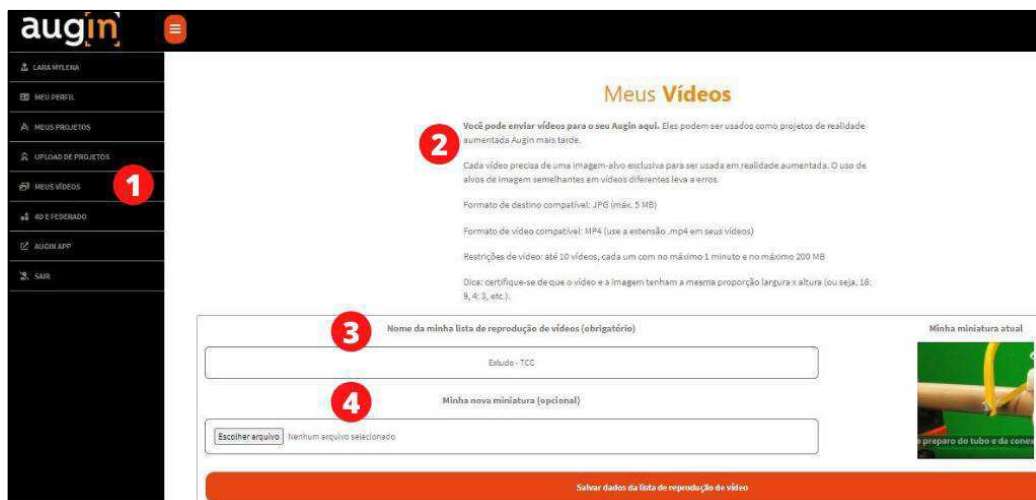 augin
LARA MYLENA
MEU PERFIL
MEUS PROJETOS
UPLOAD DE PROJETOS
MEUS VÍDEOS
1
4D E FEDERADO
AUGIN APP
SAIR
Meus Vídeos
2
Você pode enviar vídeos para o seu Augin aqui. Eles podem ser usados como projetos de realidade
aumentada Augin mais tarde.
Cada vídeo precisa de uma imagem-alvo exclusiva para ser usada em realidade aumentada. O uso de
alvos de imagem semelhantes em vídeos diferentes leva a erros.
Formato de destino compatível: JPG (máx. 5 MB)
Formato de vídeo compatível: MP4 (use a extensão .mp4 em seus vídeos)
Restrições de vídeo: até 10 vídeos, cada um com no máximo 1 minuto e no máximo 200 MB
Dica: certifique-se de que o vídeo e a imagem tenham a mesma proporção largura x altura (ou seja, 16:
9, 4: 3, etc.).
3
Nome da minha lista de reprodução de vídeos (obrigatório)
Minha miniatura atual
Estudo - TCC
4
Minha nova miniatura (opcional)
Escolher arquivo Nenhum arquivo selecionado
e preparo do tubo e da conex
Salvar dados da lista de reprodução de vídeo